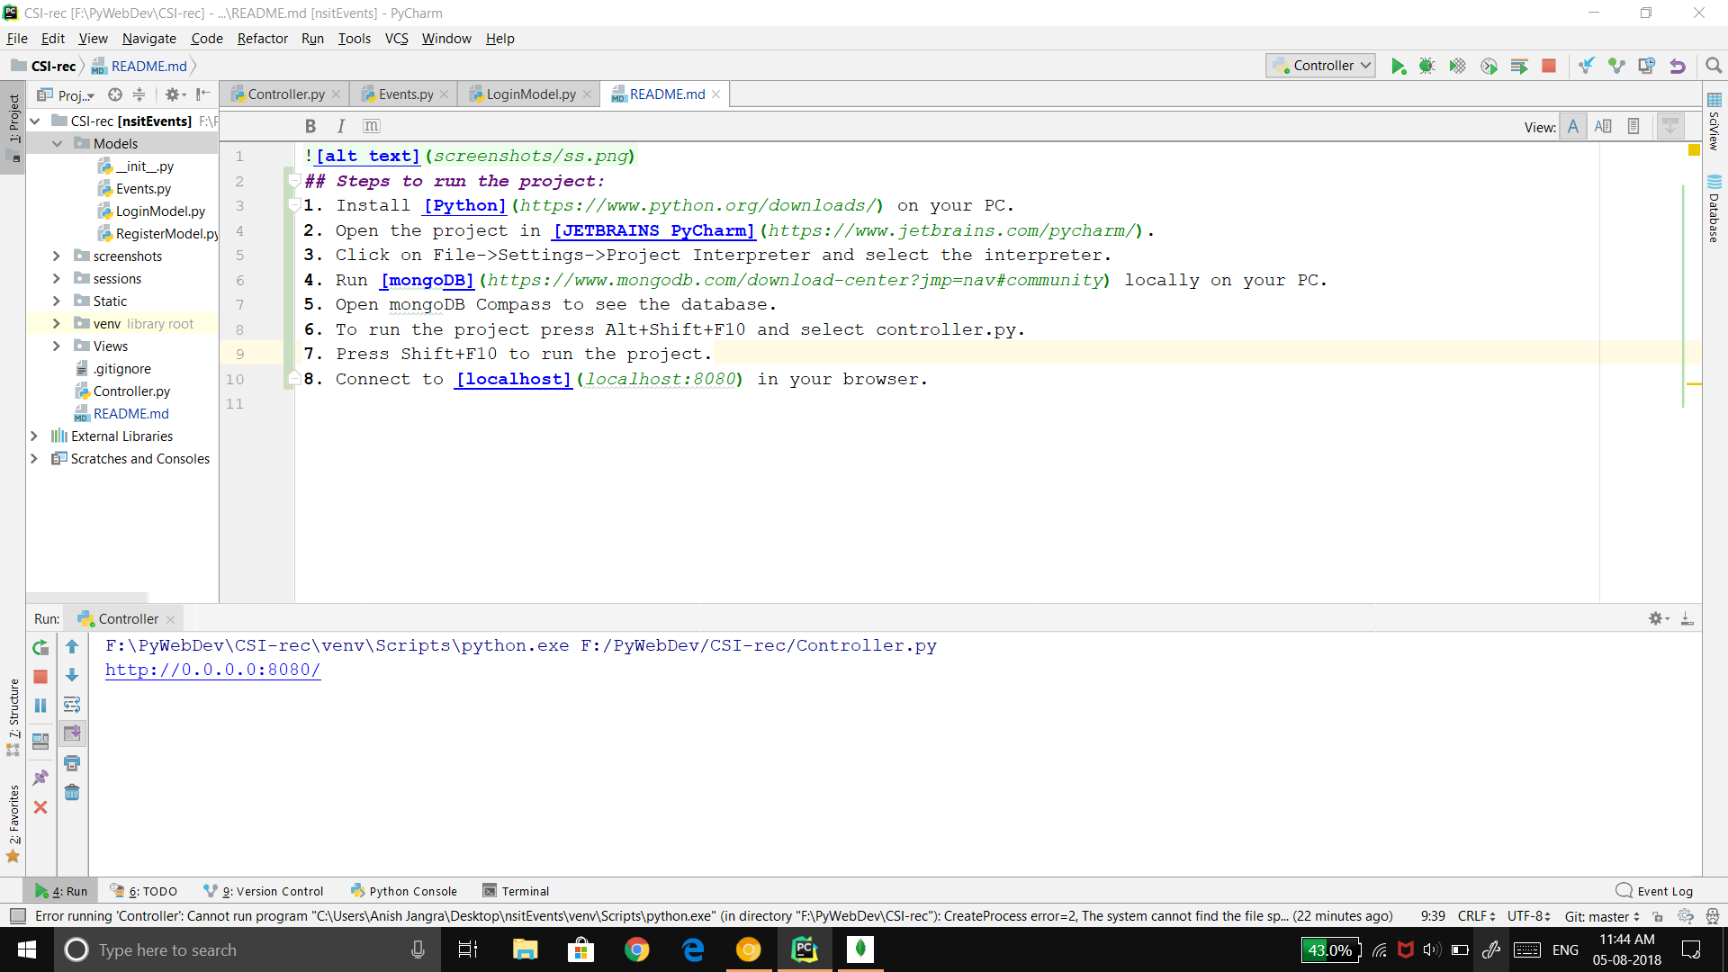 CSI-rec [F:\PyWebDev\CSI-rec] - ...\README.md [nsitEvents] - PyCharm
File Edit View Navigate Code Refactor Run Tools VCS Window Help
CSI-rec README.md Controller
Proj... Controller.py Events.py LoginModel.py README.md
1: Project
CSI-rec [nsitEvents] F:\F
Models
__init__.py
Events.py
LoginModel.py
RegisterModel.py
screenshots
sessions
Static
venv library root
Views
.gitignore
Controller.py
README.md
External Libraries
Scratches and Consoles
B I m View: A
1 ![alt text](screenshots/ss.png)
2 ## Steps to run the project:
3 1. Install [Python](https://www.python.org/downloads/) on your PC.
4 2. Open the project in [JETBRAINS PyCharm](https://www.jetbrains.com/pycharm/).
5 3. Click on File->Settings->Project Interpreter and select the interpreter.
6 4. Run [mongoDB](https://www.mongodb.com/download-center?jmp=nav#community) locally on your PC.
7 5. Open mongoDB Compass to see the database.
8 6. To run the project press Alt+Shift+F10 and select controller.py.
9 7. Press Shift+F10 to run the project.
10 8. Connect to [localhost](localhost:8080) in your browser.
11
SciView
Database
Run: Controller
F:\PyWebDev\CSI-rec\venv\Scripts\python.exe F:/PyWebDev/CSI-rec/Controller.py
http://0.0.0.0:8080/
7: Structure
2: Favorites
4: Run 6: TODO 9: Version Control Python Console Terminal Event Log
Error running 'Controller': Cannot run program "C:\Users\Anish Jangra\Desktop\nsitEvents\venv\Scripts\python.exe" (in directory "F:\PyWebDev\CSI-rec"): CreateProcess error=2, The system cannot find the file sp... (22 minutes ago) 9:39 CRLF UTF-8 Git: master
Type here to search 43.0% ENG 11:44 AM
05-08-2018